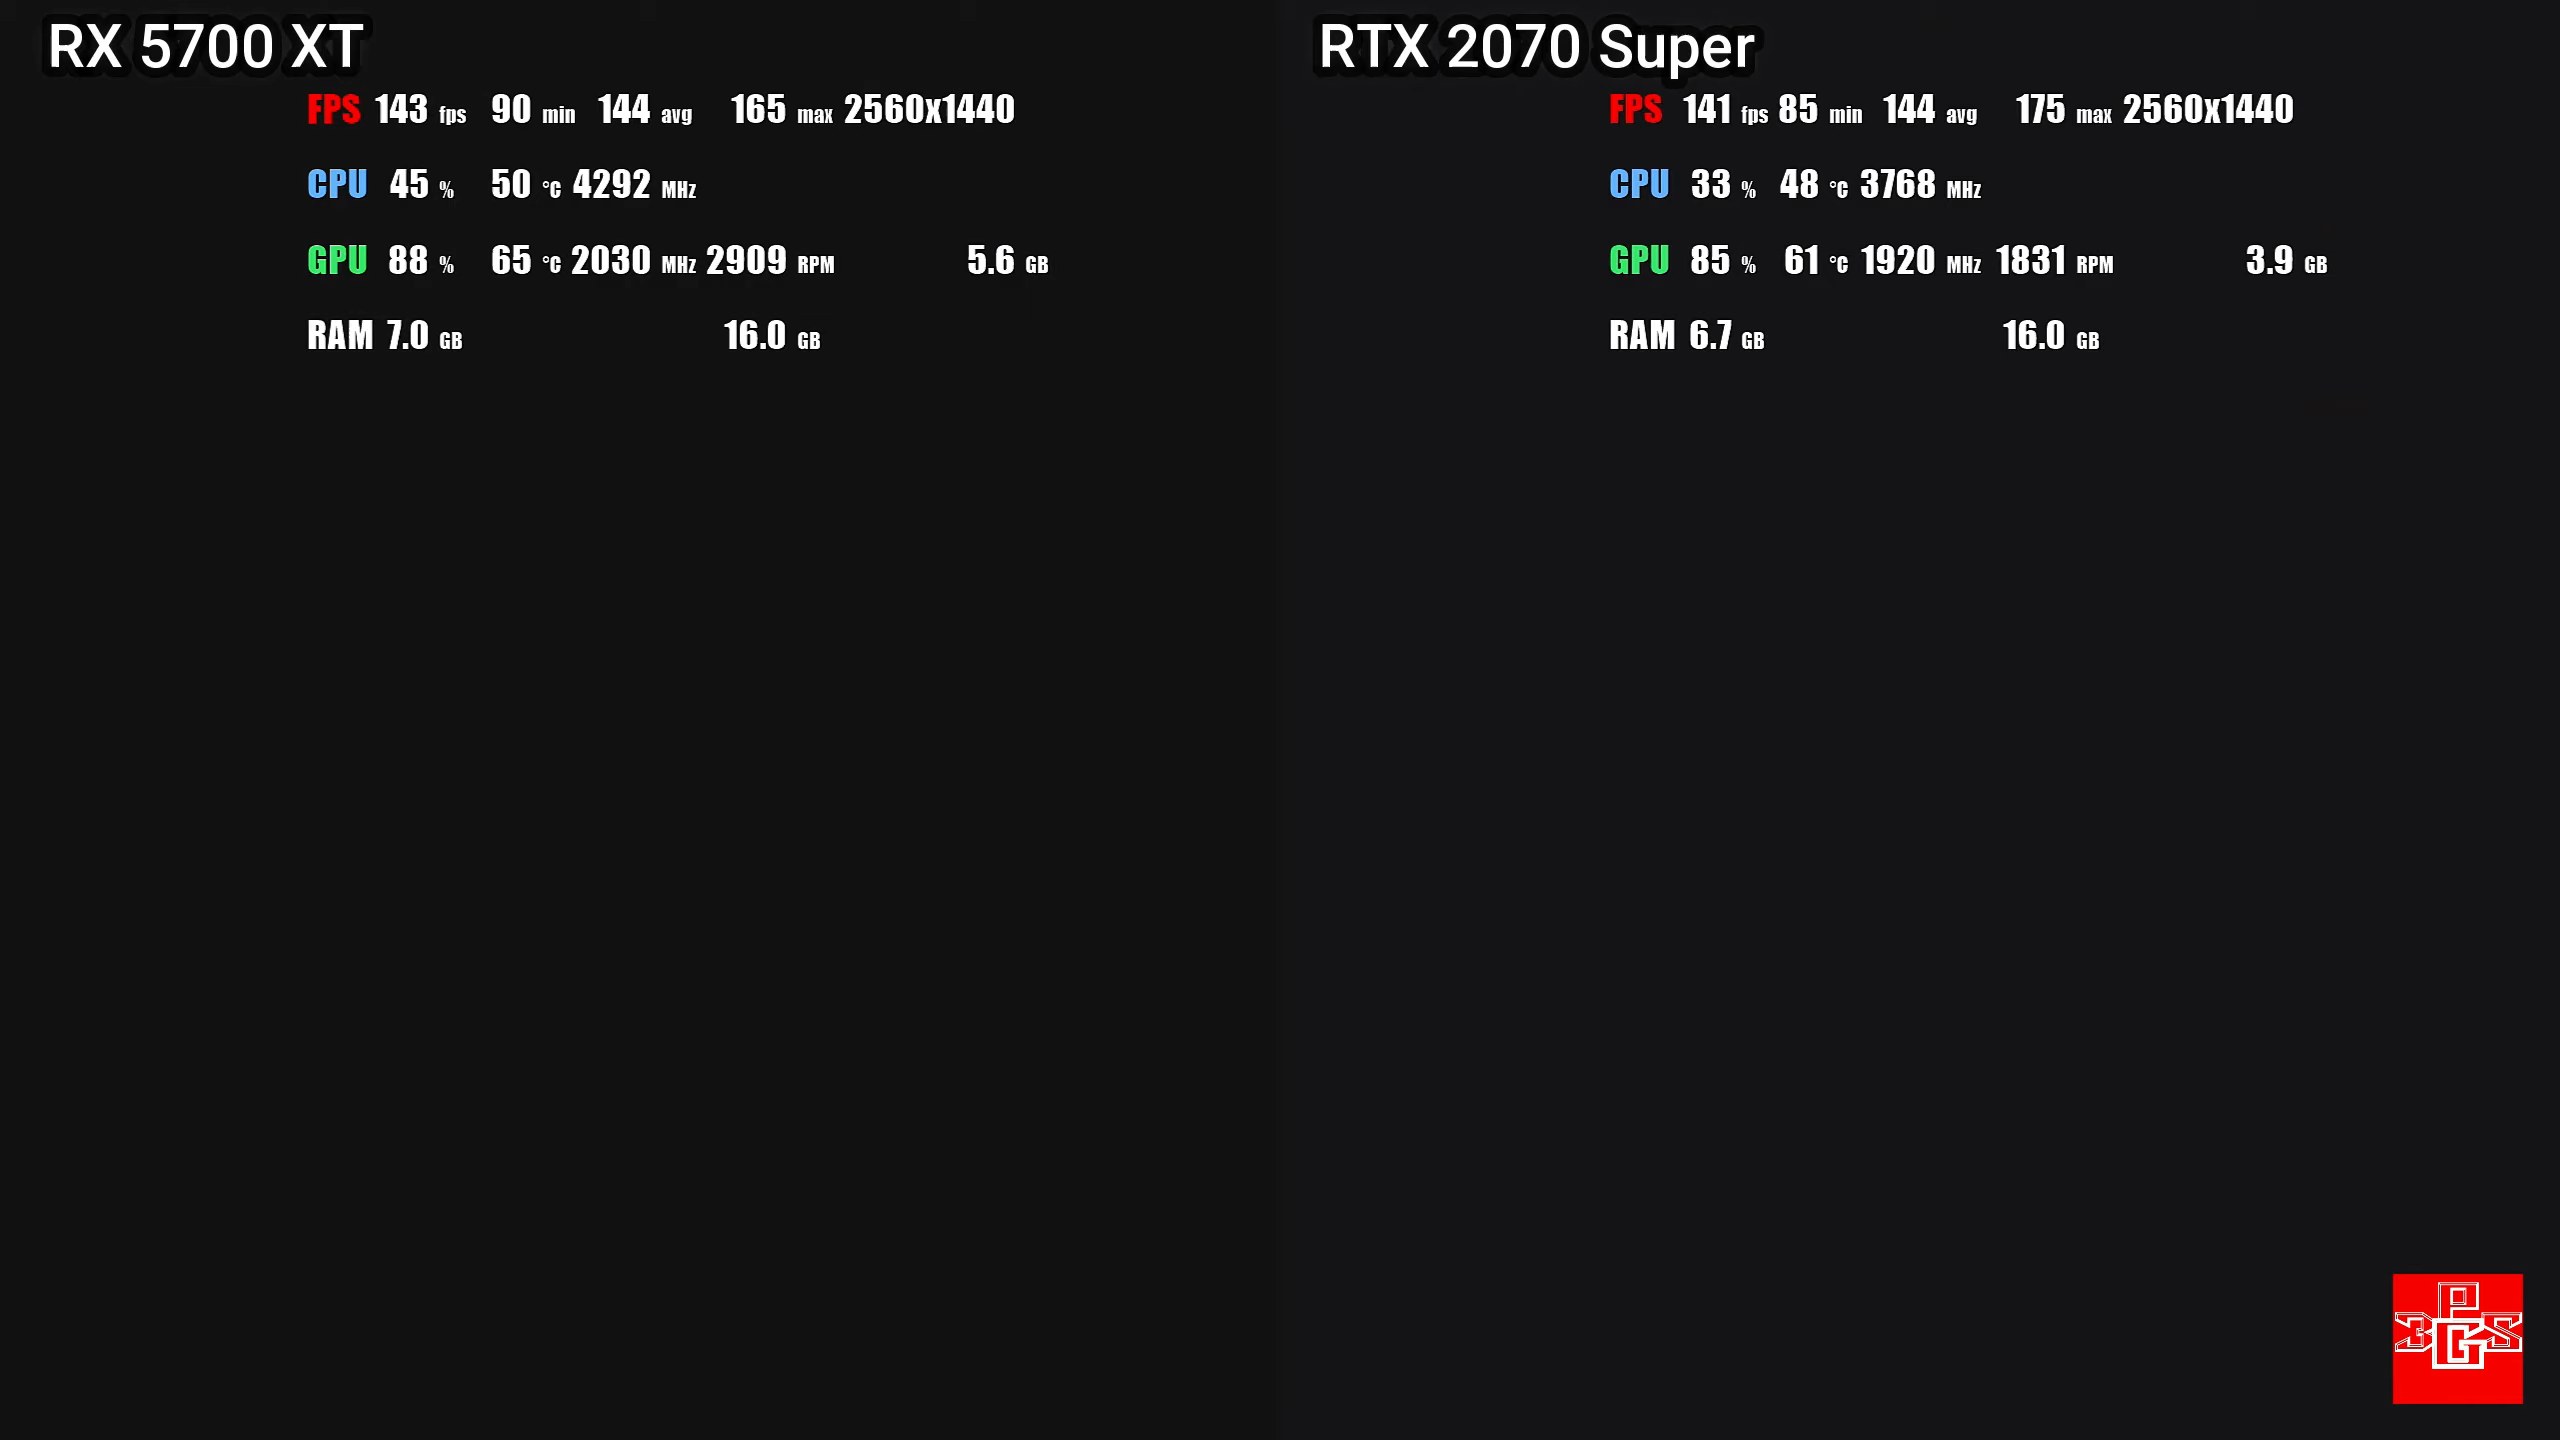 RX 5700 XT
FPS 143 fps 90 min 144 avg 165 max 2560x1440
CPU 45 % 50 °C 4292 MHz
GPU 88 % 65 °C 2030 MHz 2909 RPM 5.6 GB
RAM 7.0 GB 16.0 GB
RTX 2070 Super
FPS 141 fps 85 min 144 avg 175 max 2560x1440
CPU 33 % 48 °C 3768 MHz
GPU 85 % 61 °C 1920 MHz 1831 RPM 3.9 GB
RAM 6.7 GB 16.0 GB